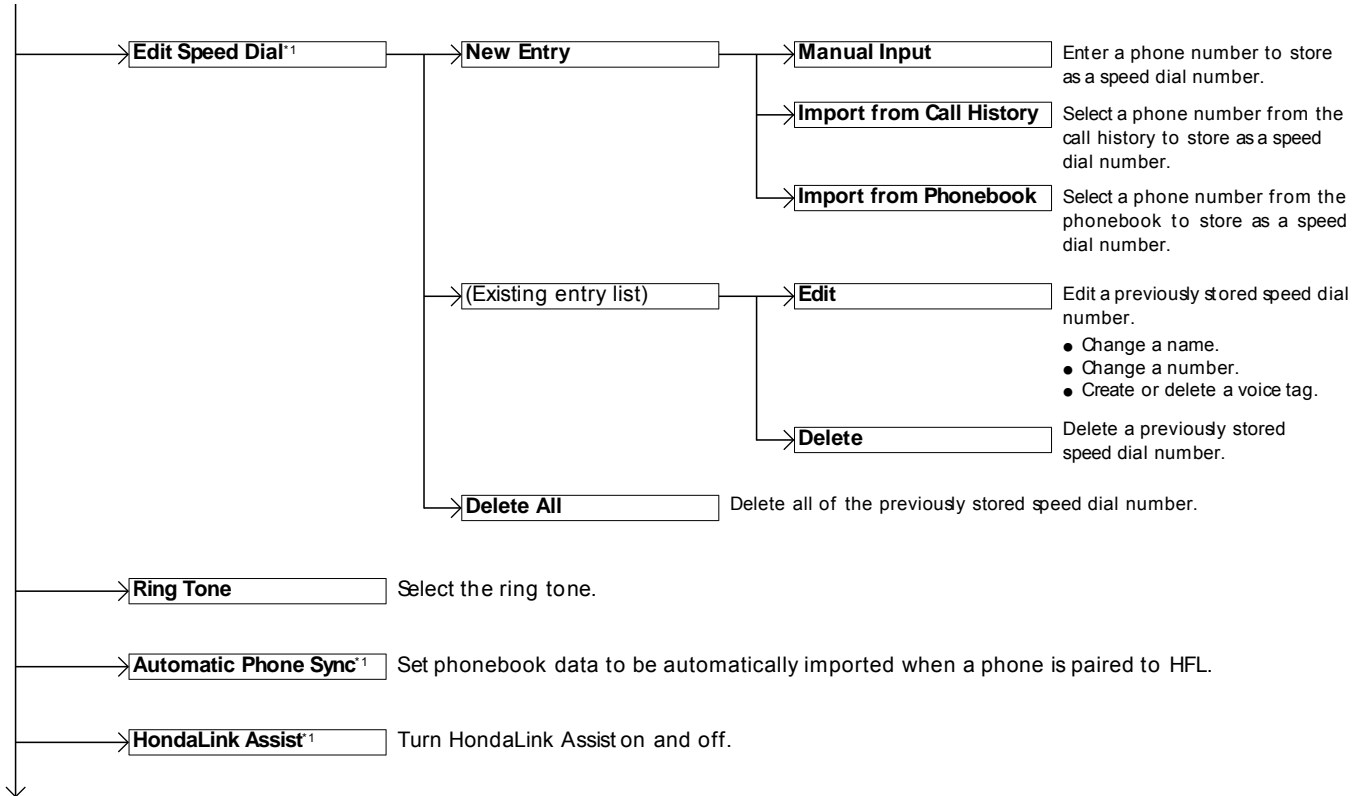 Edit Speed Dial*1
New Entry
Manual Input
Enter a phone number to store
as a speed dial number.
Import from Call History
Select a phone number from the
call history to store as a speed
dial number.
Import from Phonebook
Select a phone number from the
phonebook to store as a speed
dial number.
(Existing entry list)
Edit
Edit a previously stored speed dial
number.
● Change a name.
● Change a number.
● Create or delete a voice tag.
Delete
Delete a previously stored
speed dial number.
Delete All
Delete all of the previously stored speed dial number.
Ring Tone
Select the ring tone.
Automatic Phone Sync*1
Set phonebook data to be automatically imported when a phone is paired to HFL.
HondaLink Assist*1
Turn HondaLink Assist on and off.